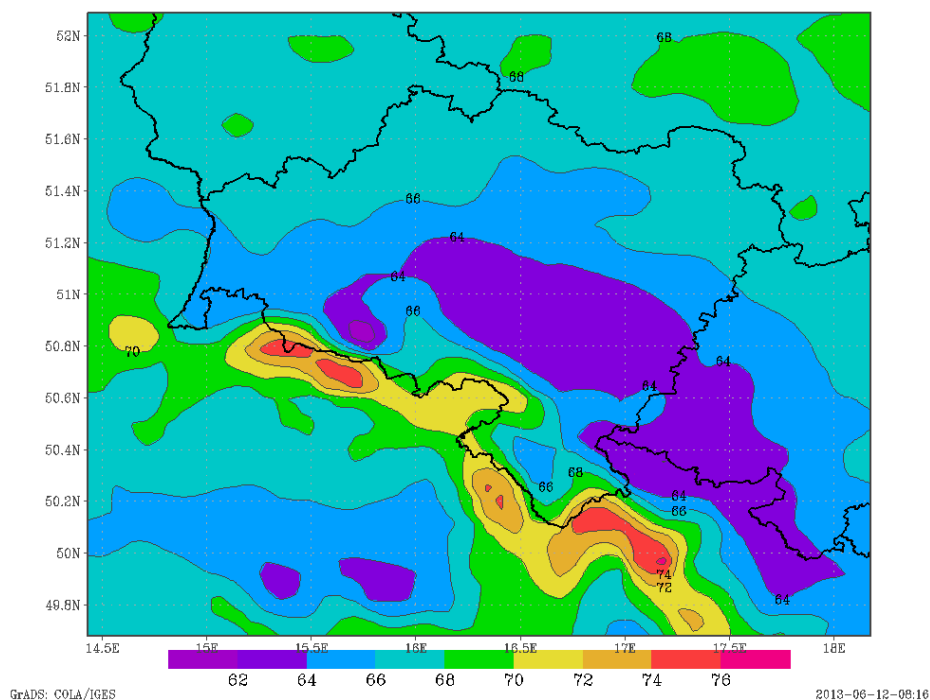 52N
68
68
51.8N
51.6N
51.4N
66
51.2N
64
64
51N
66
50.8N
70
64
50.6N
64
50.4N
68
66
50.2N
64
66
50N
74
72
49.8N
64
14.5E 15E 15.5E 16E 16.5E 17E 17.5E 18E
62 64 66 68 70 72 74 76
GrADS: COLA/IGES 2013-06-12-08:16